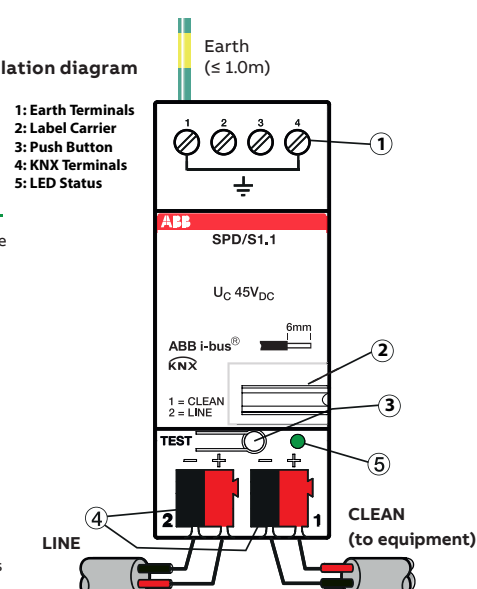 Earth
(≤ 1.0m)
lation diagram
1: Earth Terminals
2: Label Carrier
3: Push Button
4: KNX Terminals
5: LED Status
e
1 2 3 4
1
ABB
SPD/S1.1
UC 45VDC
6mm
ABB i-bus®
KNX
2
1 = CLEAN
2 = LINE
3
TEST
5
− + − +
4
2 1
LINE
CLEAN
(to equipment)
s